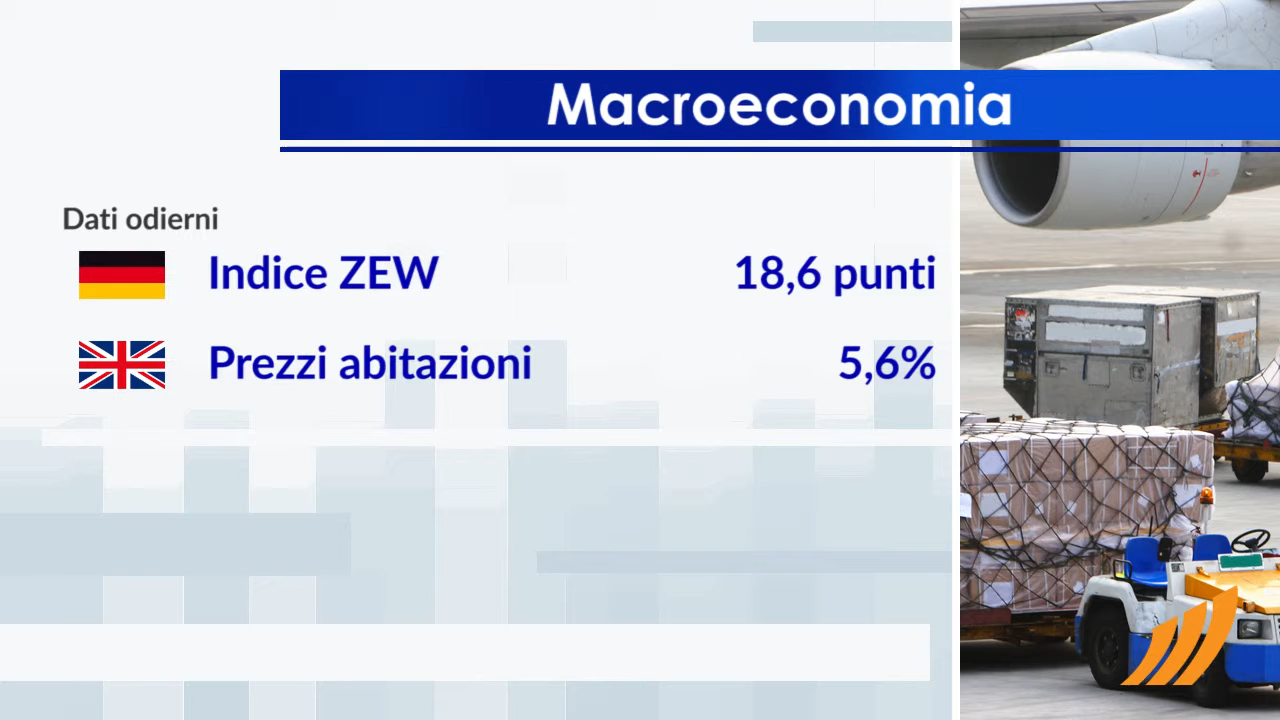 Macroeconomia
Dati odierni
Indice ZEW 18,6 punti
Prezzi abitazioni 5,6%